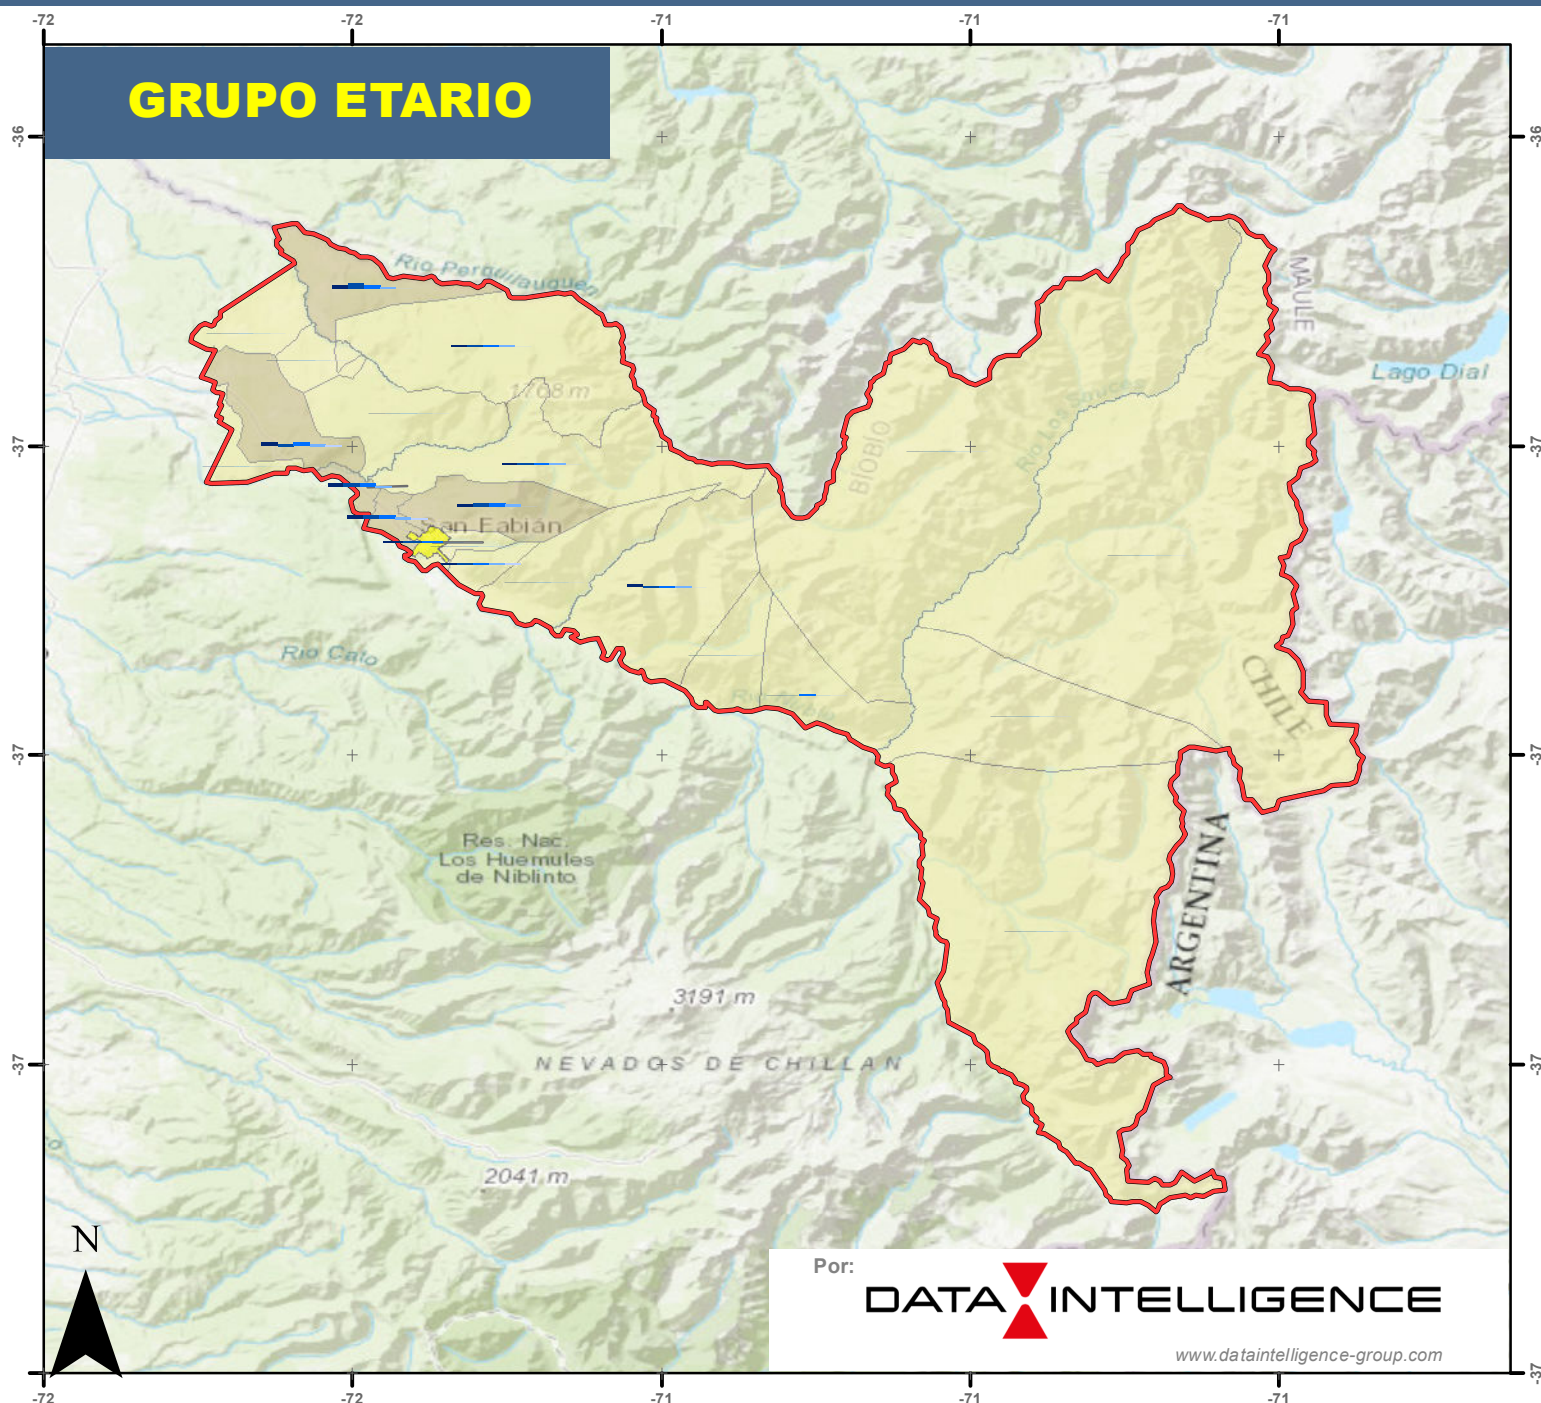 -72 -72 -71 -71 -71
GRUPO ETARIO
-36 -36
Rio Perquilauquen
MAULE
Lago Dial
1768 m
Rio Los Sauces
BIOBIO
-37 -37
San Fabián
Rio Cato
CHILE
-37 -37
Res. Nac.
Los Huemules
de Niblinto
ARGENTINA
3191 m
NEVADOS DE CHILLAN
-37 -37
2041 m
N
Por:
DATA INTELLIGENCE
www.dataintelligence-group.com
-37 -37
-72 -72 -71 -71 -71